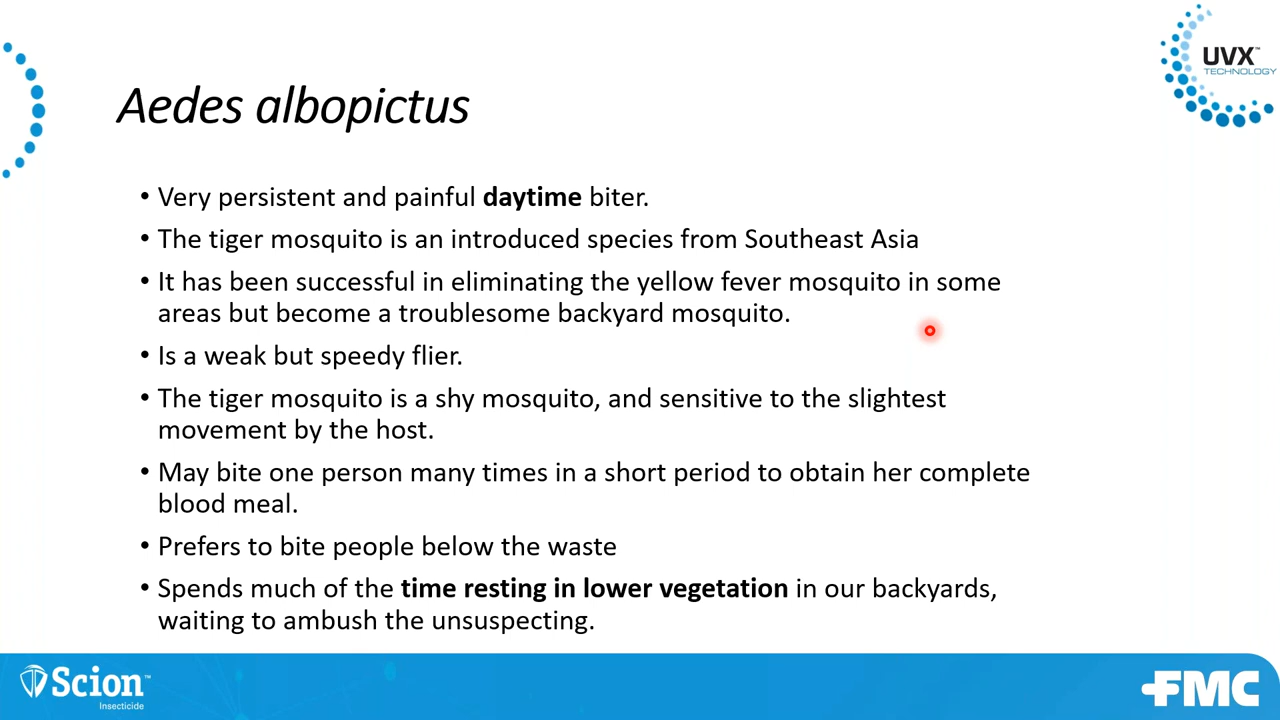 UVX™
TECHNOLOGY
Aedes albopictus
• Very persistent and painful daytime biter.
• The tiger mosquito is an introduced species from Southeast Asia
• It has been successful in eliminating the yellow fever mosquito in some
areas but become a troublesome backyard mosquito.
• Is a weak but speedy flier.
• The tiger mosquito is a shy mosquito, and sensitive to the slightest
movement by the host.
• May bite one person many times in a short period to obtain her complete
blood meal.
• Prefers to bite people below the waste
• Spends much of the time resting in lower vegetation in our backyards,
waiting to ambush the unsuspecting.
Scion™
Insecticide
FMC